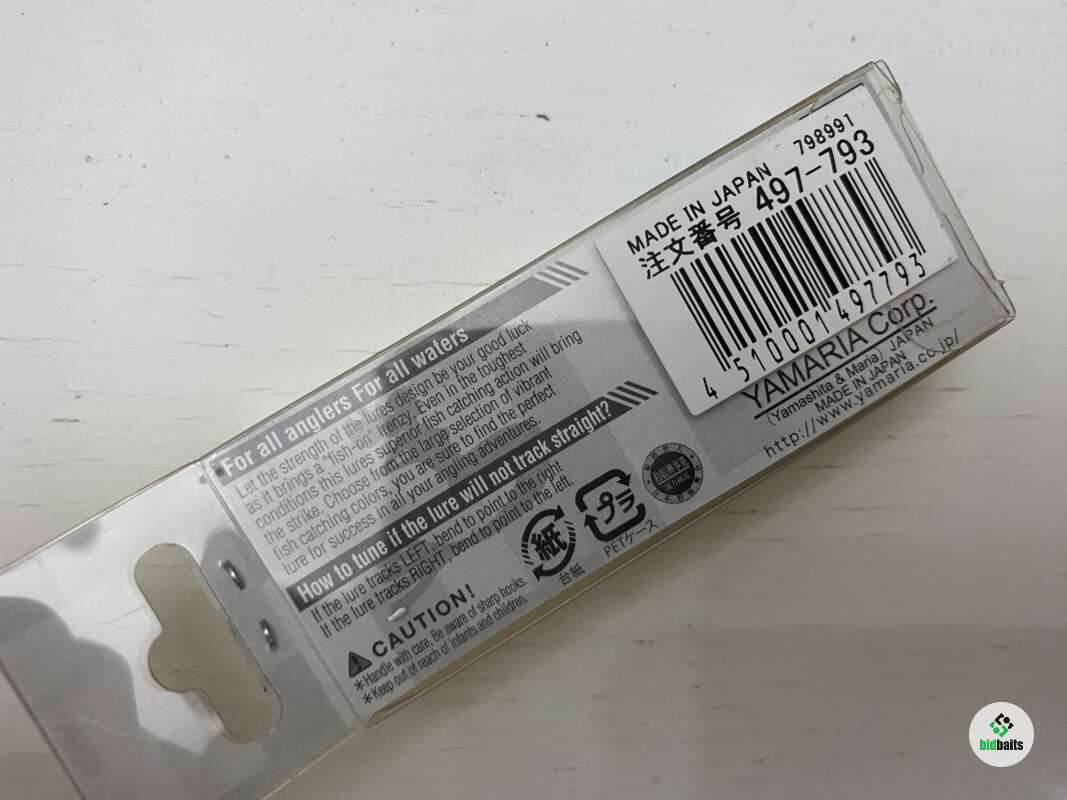 MADE IN JAPAN 798991
注文番号 497-793
4510001497793
YAMARIA Corp.
(Yamashita & Maria) JAPAN
MADE IN JAPAN
http://www.yamaria.co.jp/
For all anglers For all waters
Let the strength of the lures design be your good luck
as it brings a "fish-on" frenzy. Even in the toughest
conditions this lures superior fish catching action will bring
the strike. Choose from the large selection of vibrant
fish catching colors, you are sure to find the perfect
ture for success in all your angling adventures.
How to tune if the lure will not track straight?
If the lure tracks LEFT, bend to point to the right
If the lure tracks RIGHT, bend to point to the left.
CAUTION!
*Handle with care. Be aware of sharp hooks.
*Keep out of reach of infants and children.
紙
台紙
プラ
PETケース
bidbaits